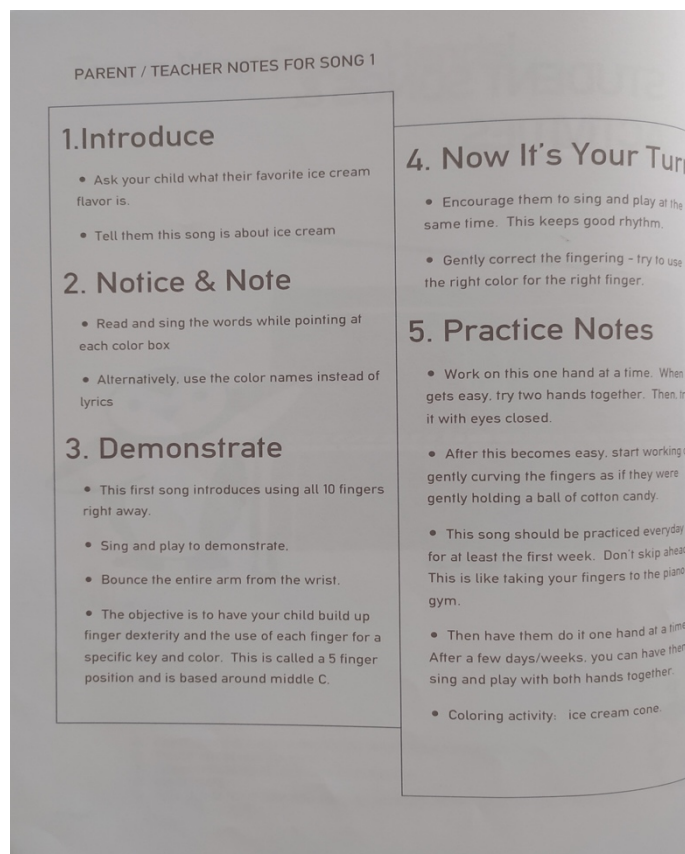 PARENT / TEACHER NOTES FOR SONG 1
1.Introduce
• Ask your child what their favorite ice cream
flavor is.
• Tell them this song is about ice cream
2. Notice & Note
• Read and sing the words while pointing at
each color box
• Alternatively, use the color names instead of
lyrics
3. Demonstrate
• This first song introduces using all 10 fingers
right away.
• Sing and play to demonstrate.
• Bounce the entire arm from the wrist.
• The objective is to have your child build up
finger dexterity and the use of each finger for a
specific key and color. This is called a 5 finger
position and is based around middle C.
4. Now It's Your
• Encourage them to sing and play at the
same time. This keeps good rhythm.
• Gently correct the fingering - try to use
the right color for the right finger.
5. Practice Notes
• Work on this one hand at a time. When
gets easy, try two hands together. Then,
it with eyes closed.
• After this becomes easy, start working
gently curving the fingers as if they were
gently holding a ball of cotton candy.
• This song should be practiced everyday
for at least the first week. Don't skip
This is like taking your fingers to the piano
gym.
• Then have them do it one hand at a time
After a few days/weeks, you can have
sing and play with both hands together.
• Coloring activity: ice cream cone.